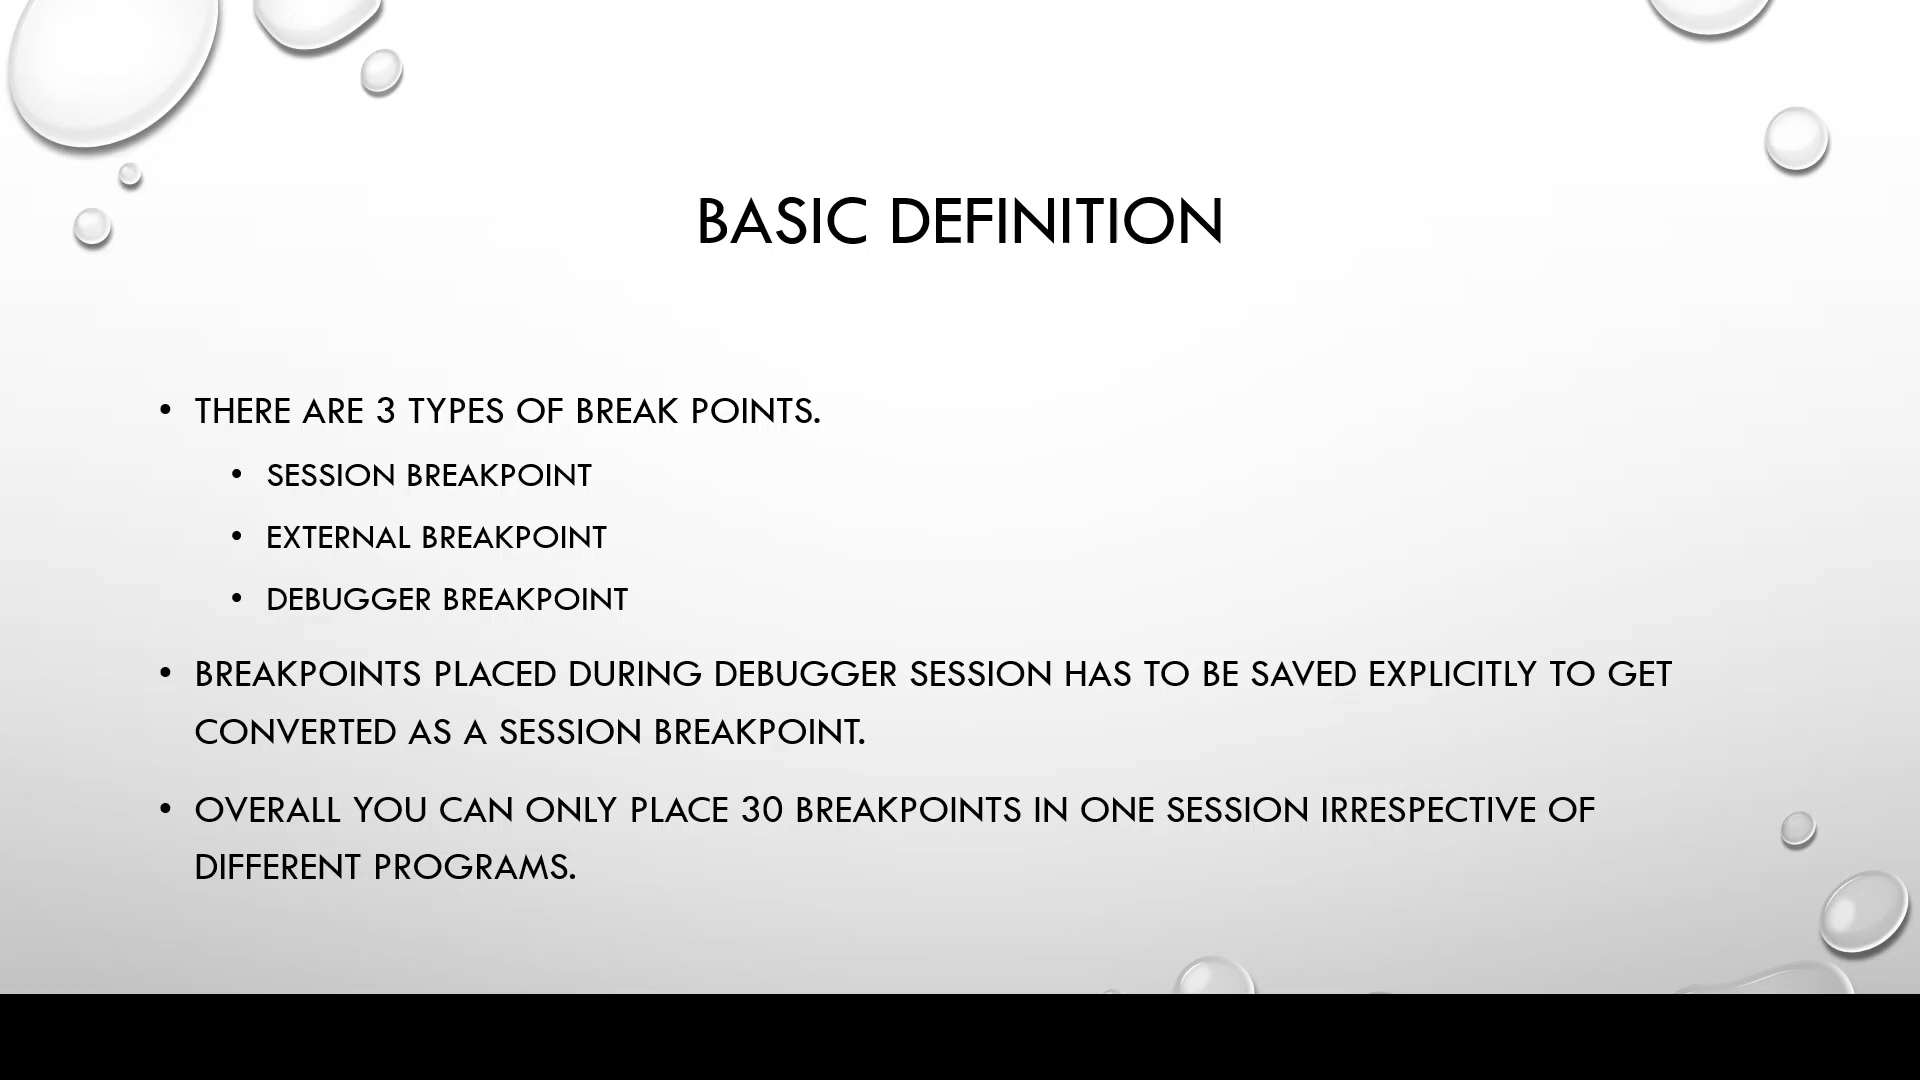 BASIC DEFINITION
• THERE ARE 3 TYPES OF BREAK POINTS.
• SESSION BREAKPOINT
• EXTERNAL BREAKPOINT
• DEBUGGER BREAKPOINT
• BREAKPOINTS PLACED DURING DEBUGGER SESSION HAS TO BE SAVED EXPLICITLY TO GET
CONVERTED AS A SESSION BREAKPOINT.
• OVERALL YOU CAN ONLY PLACE 30 BREAKPOINTS IN ONE SESSION IRRESPECTIVE OF
DIFFERENT PROGRAMS.